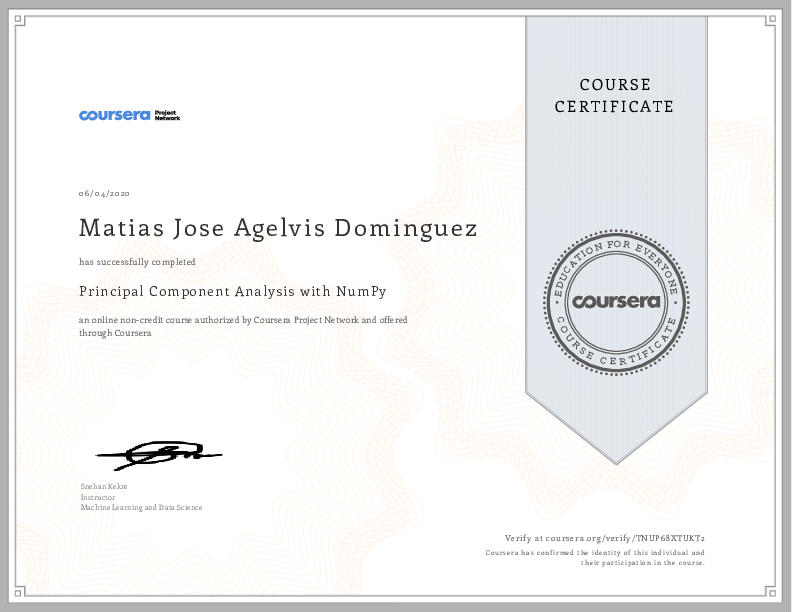 COURSE
CERTIFICATE
coursera Project
Network
06/04/2020
Matias Jose Agelvis Dominguez
has successfully completed
Principal Component Analysis with NumPy
an online non-credit course authorized by Coursera Project Network and offered
through Coursera
EDUCATION FOR EVERYONE
coursera
COURSE CERTIFICATE
Snehan Kekre
Instructor
Machine Learning and Data Science
Verify at coursera.org/verify/TNUP68XTUKT2
Coursera has confirmed the identity of this individual and
their participation in the course.